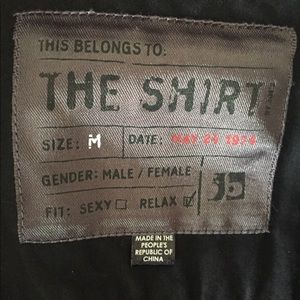 THIS BELONGS TO:
THE SHIRT
SIZE: M DATE: MAY 24 1974
GENDER: MALE / FEMALE
FIT: SEXY RELAX
MADE IN THE
PEOPLE'S
REPUBLIC OF
CHINA